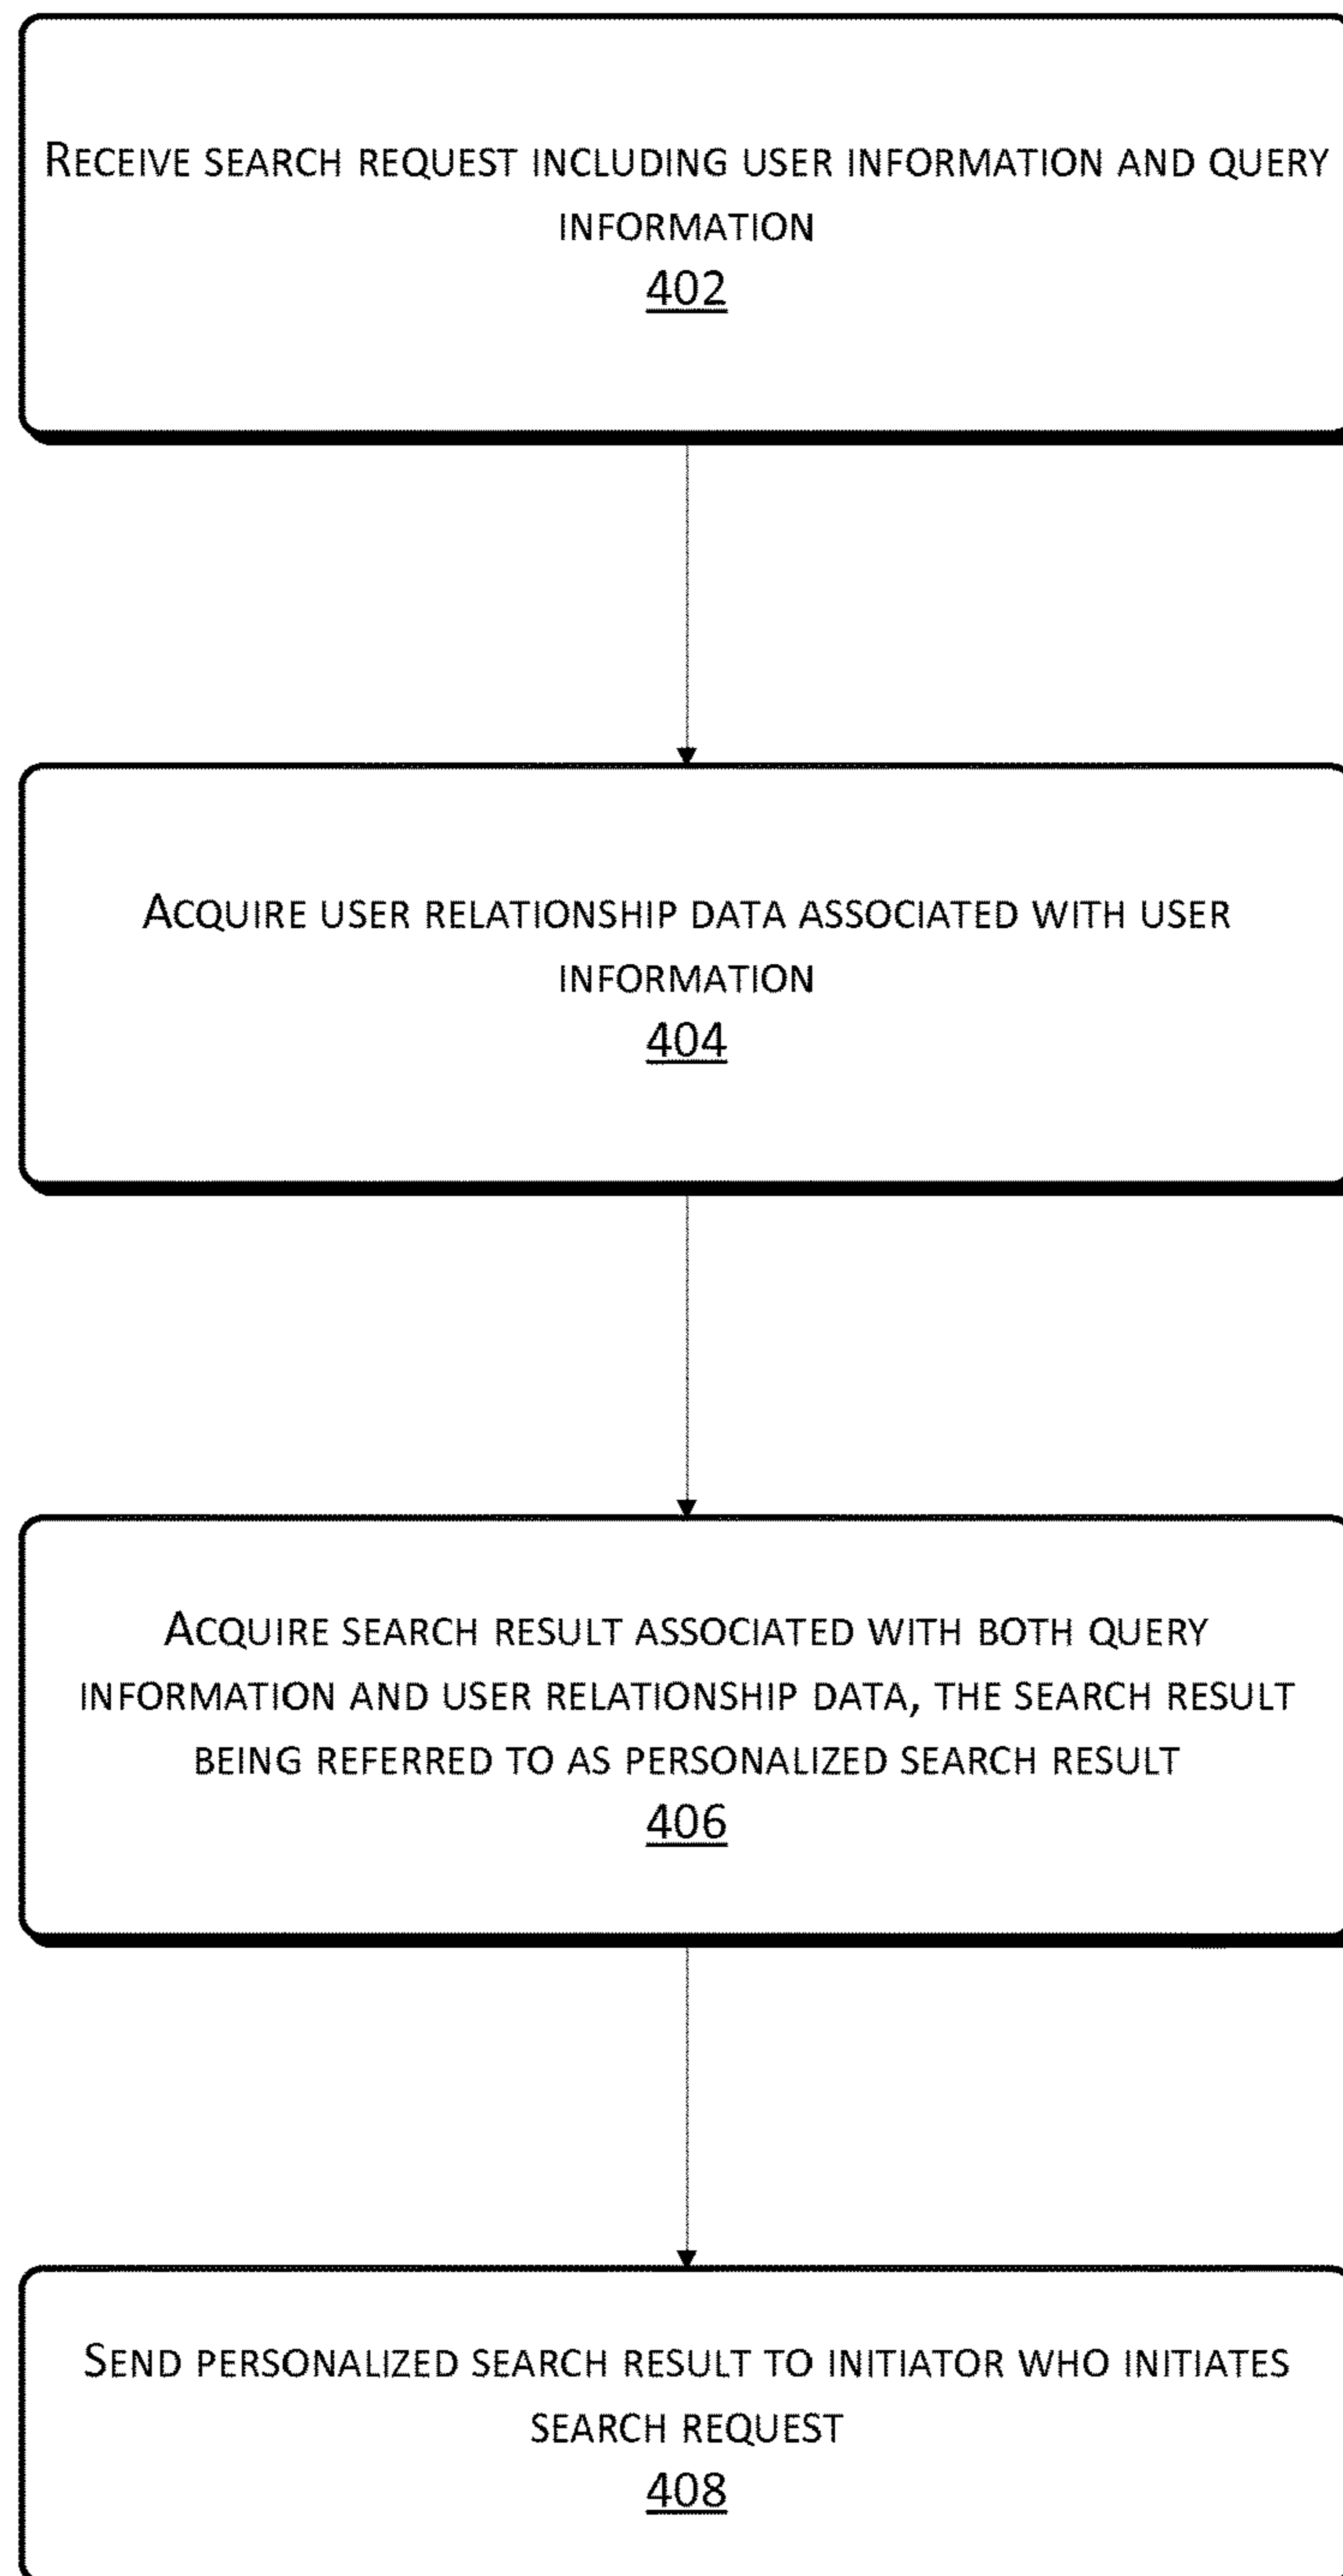 RECEIVE SEARCH REQUEST INCLUDING USER INFORMATION AND QUERY
INFORMATION
402
ACQUIRE USER RELATIONSHIP DATA ASSOCIATED WITH USER
INFORMATION
404
ACQUIRE SEARCH RESULT ASSOCIATED WITH BOTH QUERY
INFORMATION AND USER RELATIONSHIP DATA, THE SEARCH RESULT
BEING REFERRED TO AS PERSONALIZED SEARCH RESULT
406
SEND PERSONALIZED SEARCH RESULT TO INITIATOR WHO INITIATES
SEARCH REQUEST
408